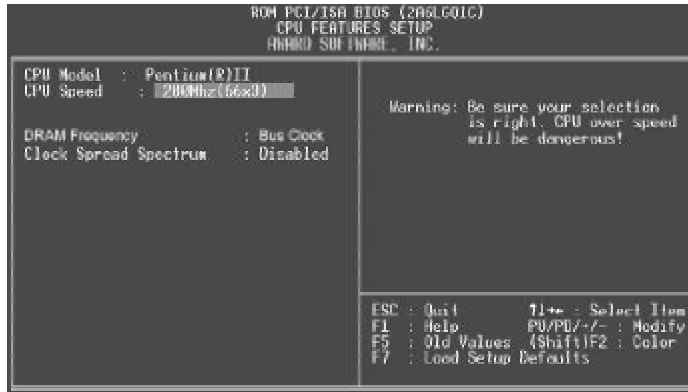 ROM PCI/ISA BIOS (2A6LGQ1C)
CPU FEATURES SETUP
AWARD SOFTWARE, INC.
CPU Model : Pentium(R)II
CPU Speed : 200Mhz(66x3)
DRAM Frequency : Bus Clock
Clock Spread Spectrum : Disabled
Warning: Be sure your selection
is right. CPU over speed
will be dangerous!
ESC : Quit ↑↓→← : Select Item
F1 : Help PU/PD/+/- : Modify
F5 : Old Values (Shift)F2 : Color
F7 : Load Setup Defaults